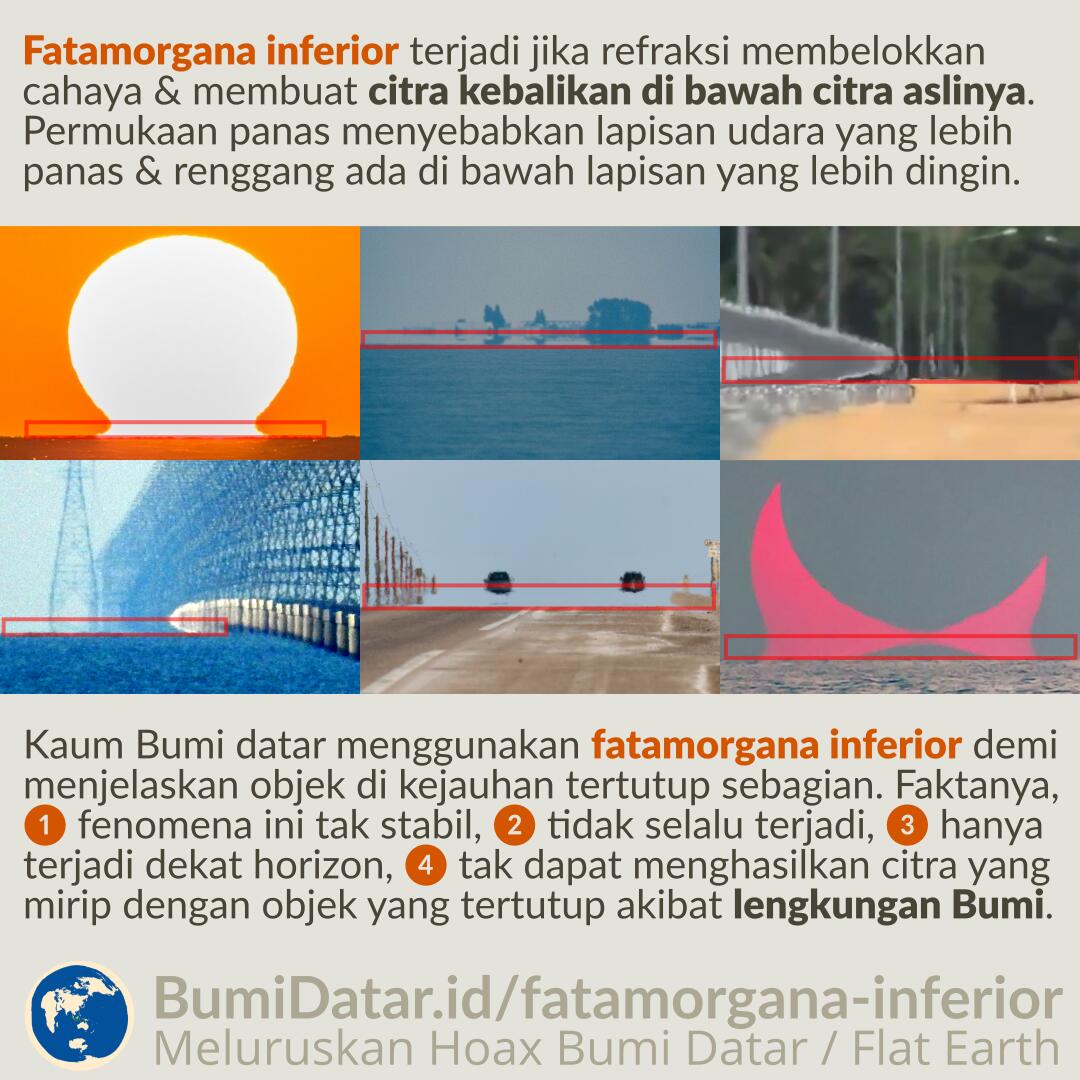 Fatamorgana inferior terjadi jika refraksi membelokkan
cahaya & membuat citra kebalikan di bawah citra aslinya.
Permukaan panas menyebabkan lapisan udara yang lebih
panas & renggang ada di bawah lapisan yang lebih dingin.
Kaum Bumi datar menggunakan fatamorgana inferior demi
menjelaskan objek di kejauhan tertutup sebagian. Faktanya,
1 fenomena ini tak stabil, 2 tidak selalu terjadi, 3 hanya
terjadi dekat horizon, 4 tak dapat menghasilkan citra yang
mirip dengan objek yang tertutup akibat lengkungan Bumi.
BumiDatar.id/fatamorgana-inferior
Meluruskan Hoax Bumi Datar / Flat Earth